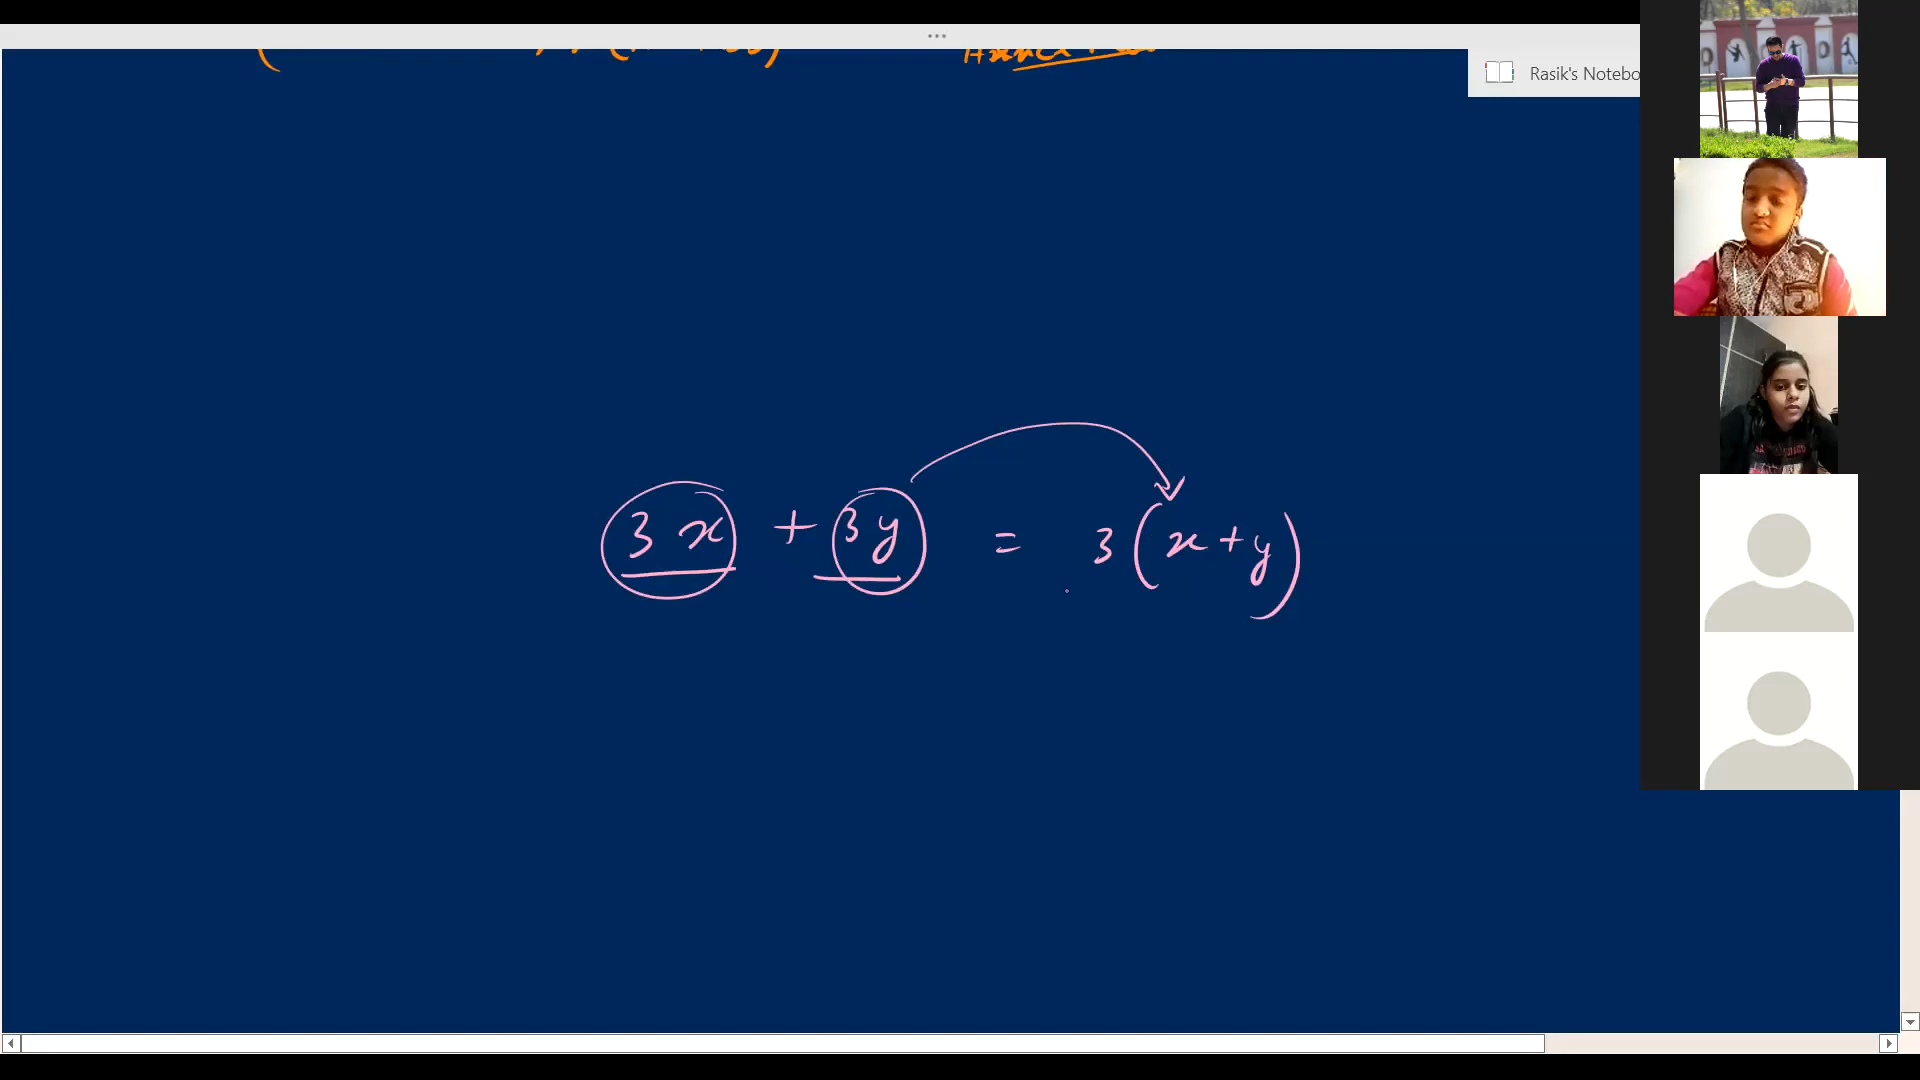 Rasik's Notebo
3x + 3y = 3(x+y)